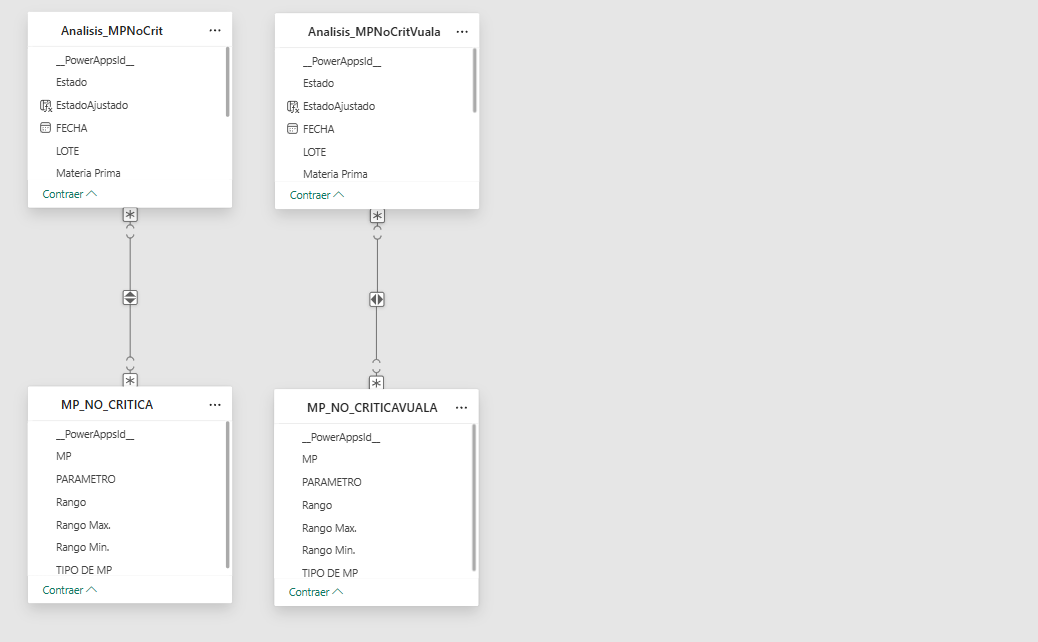 Analisis_MPNoCrit
__PowerAppsId__
Estado
EstadoAjustado
FECHA
LOTE
Materia Prima
Contraer
Analisis_MPNoCritVuala
__PowerAppsId__
Estado
EstadoAjustado
FECHA
LOTE
Materia Prima
Contraer
MP_NO_CRITICA
__PowerAppsId__
MP
PARAMETRO
Rango
Rango Max.
Rango Min.
TIPO DE MP
Contraer
MP_NO_CRITICAVUALA
__PowerAppsId__
MP
PARAMETRO
Rango
Rango Max.
Rango Min.
TIPO DE MP
Contraer